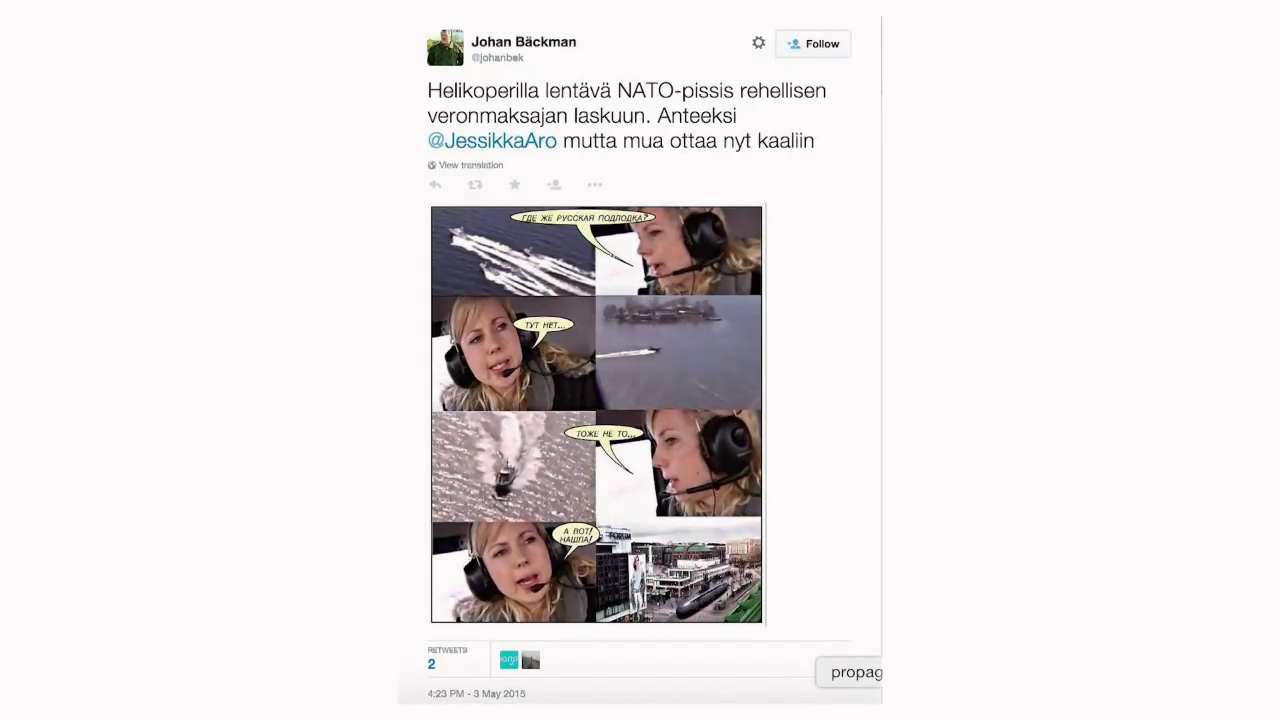 Johan Bäckman
@johanbek
Follow
Helikoperilla lentävä NATO-pissis rehellisen
veronmaksajan laskuun. Anteeksi
@JessikkaAro mutta mua ottaa nyt kaaliin
View translation
ГДЕ ЖЕ РУССКАЯ ПОДЛОДКА?
ТУТ НЕТ...
ТОЖЕ НЕ ТО...
А ВОТ!
НАШЛА!
FORUM
RETWEETS
2
4:23 PM - 3 May 2015
propag